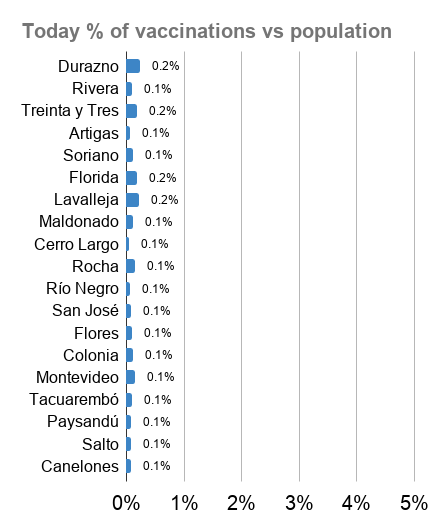 Today % of vaccinations vs population
Durazno 0.2%
Rivera 0.1%
Treinta y Tres 0.2%
Artigas 0.1%
Soriano 0.1%
Florida 0.2%
Lavalleja 0.2%
Maldonado 0.1%
Cerro Largo 0.1%
Rocha 0.1%
Río Negro 0.1%
San José 0.1%
Flores 0.1%
Colonia 0.1%
Montevideo 0.1%
Tacuarembó 0.1%
Paysandú 0.1%
Salto 0.1%
Canelones 0.1%
0% 1% 2% 3% 4% 5%